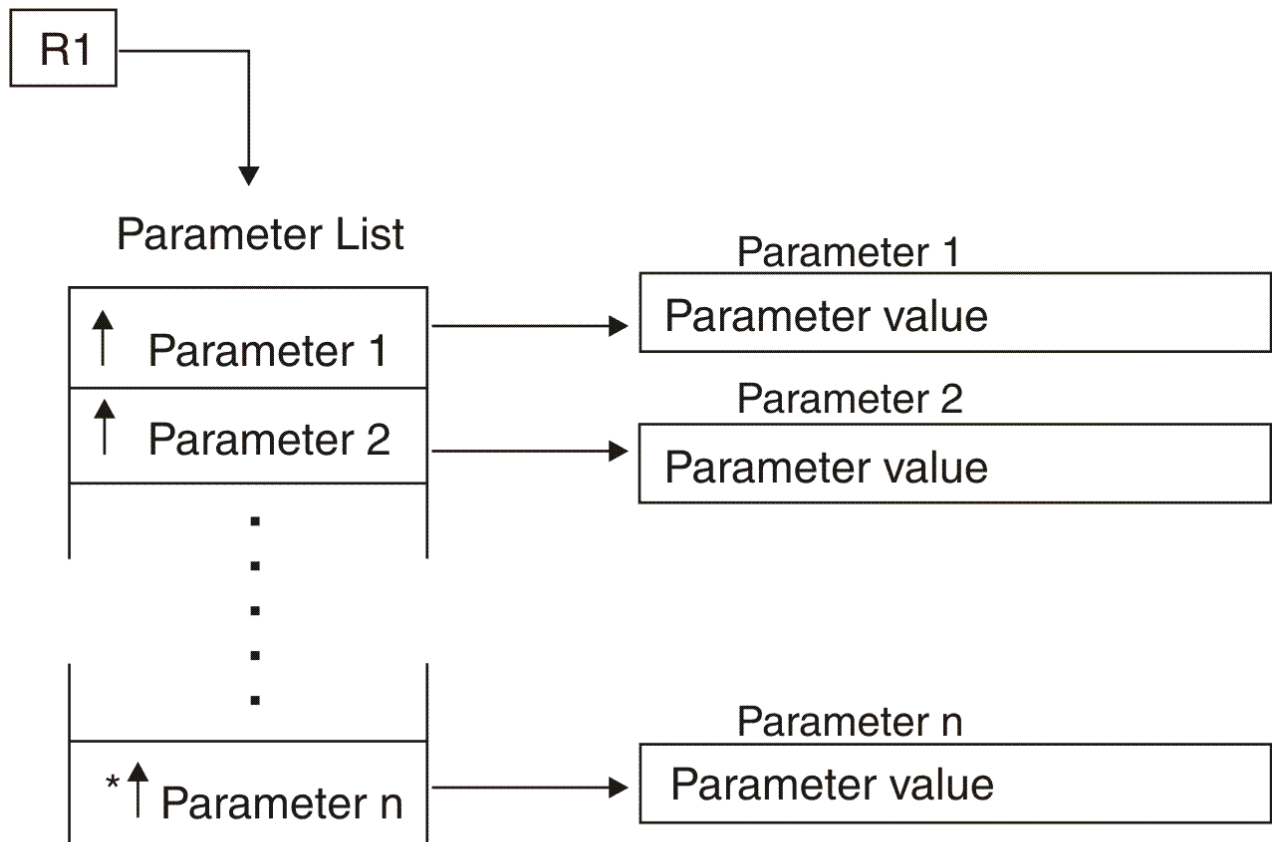 R1
Parameter List
Parameter 1
Parameter value
↑ Parameter 1
Parameter 2
Parameter value
↑ Parameter 2
Parameter n
Parameter value
*↑ Parameter n